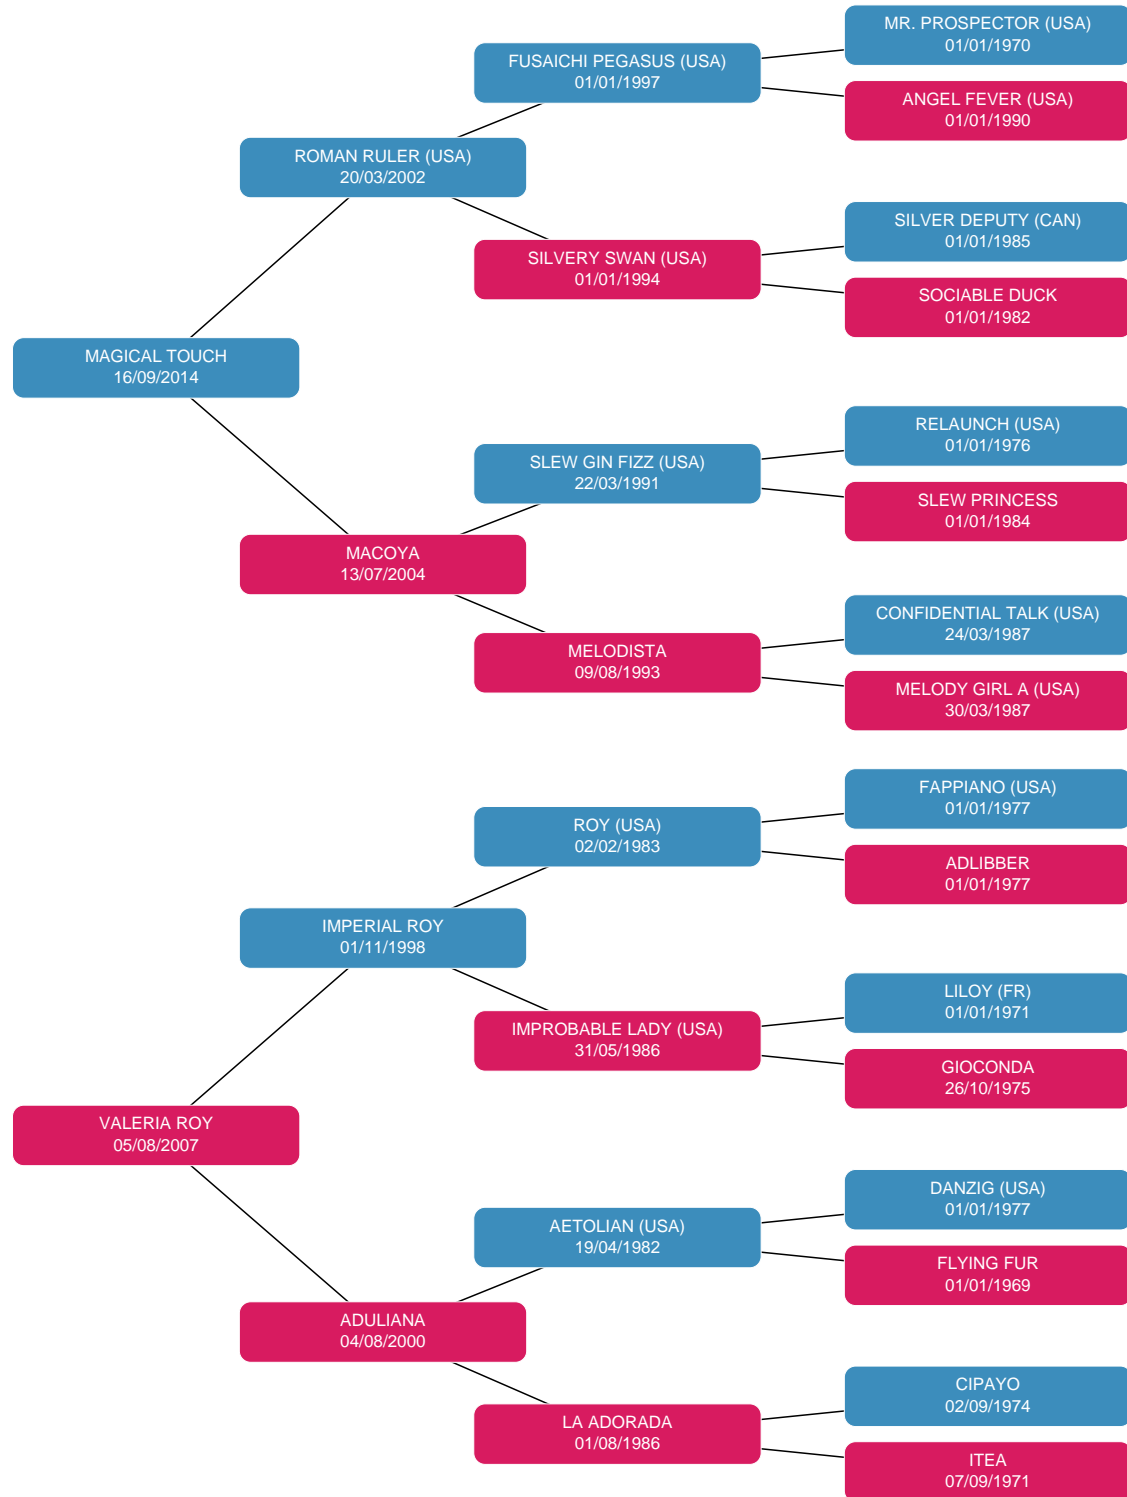 MR. PROSPECTOR (USA)
01/01/1970
FUSAICHI PEGASUS (USA)
01/01/1997
ANGEL FEVER (USA)
01/01/1990
ROMAN RULER (USA)
20/03/2002
SILVER DEPUTY (CAN)
01/01/1985
SILVERY SWAN (USA)
01/01/1994
SOCIABLE DUCK
01/01/1982
MAGICAL TOUCH
16/09/2014
RELAUNCH (USA)
01/01/1976
SLEW GIN FIZZ (USA)
22/03/1991
SLEW PRINCESS
01/01/1984
MACOYA
13/07/2004
CONFIDENTIAL TALK (USA)
24/03/1987
MELODISTA
09/08/1993
MELODY GIRL A (USA)
30/03/1987
FAPPIANO (USA)
01/01/1977
ROY (USA)
02/02/1983
ADLIBBER
01/01/1977
IMPERIAL ROY
01/11/1998
LILOY (FR)
01/01/1971
IMPROBABLE LADY (USA)
31/05/1986
GIOCONDA
26/10/1975
VALERIA ROY
05/08/2007
DANZIG (USA)
01/01/1977
AETOLIAN (USA)
19/04/1982
FLYING FUR
01/01/1969
ADULIANA
04/08/2000
CIPAYO
02/09/1974
LA ADORADA
01/08/1986
ITEA
07/09/1971